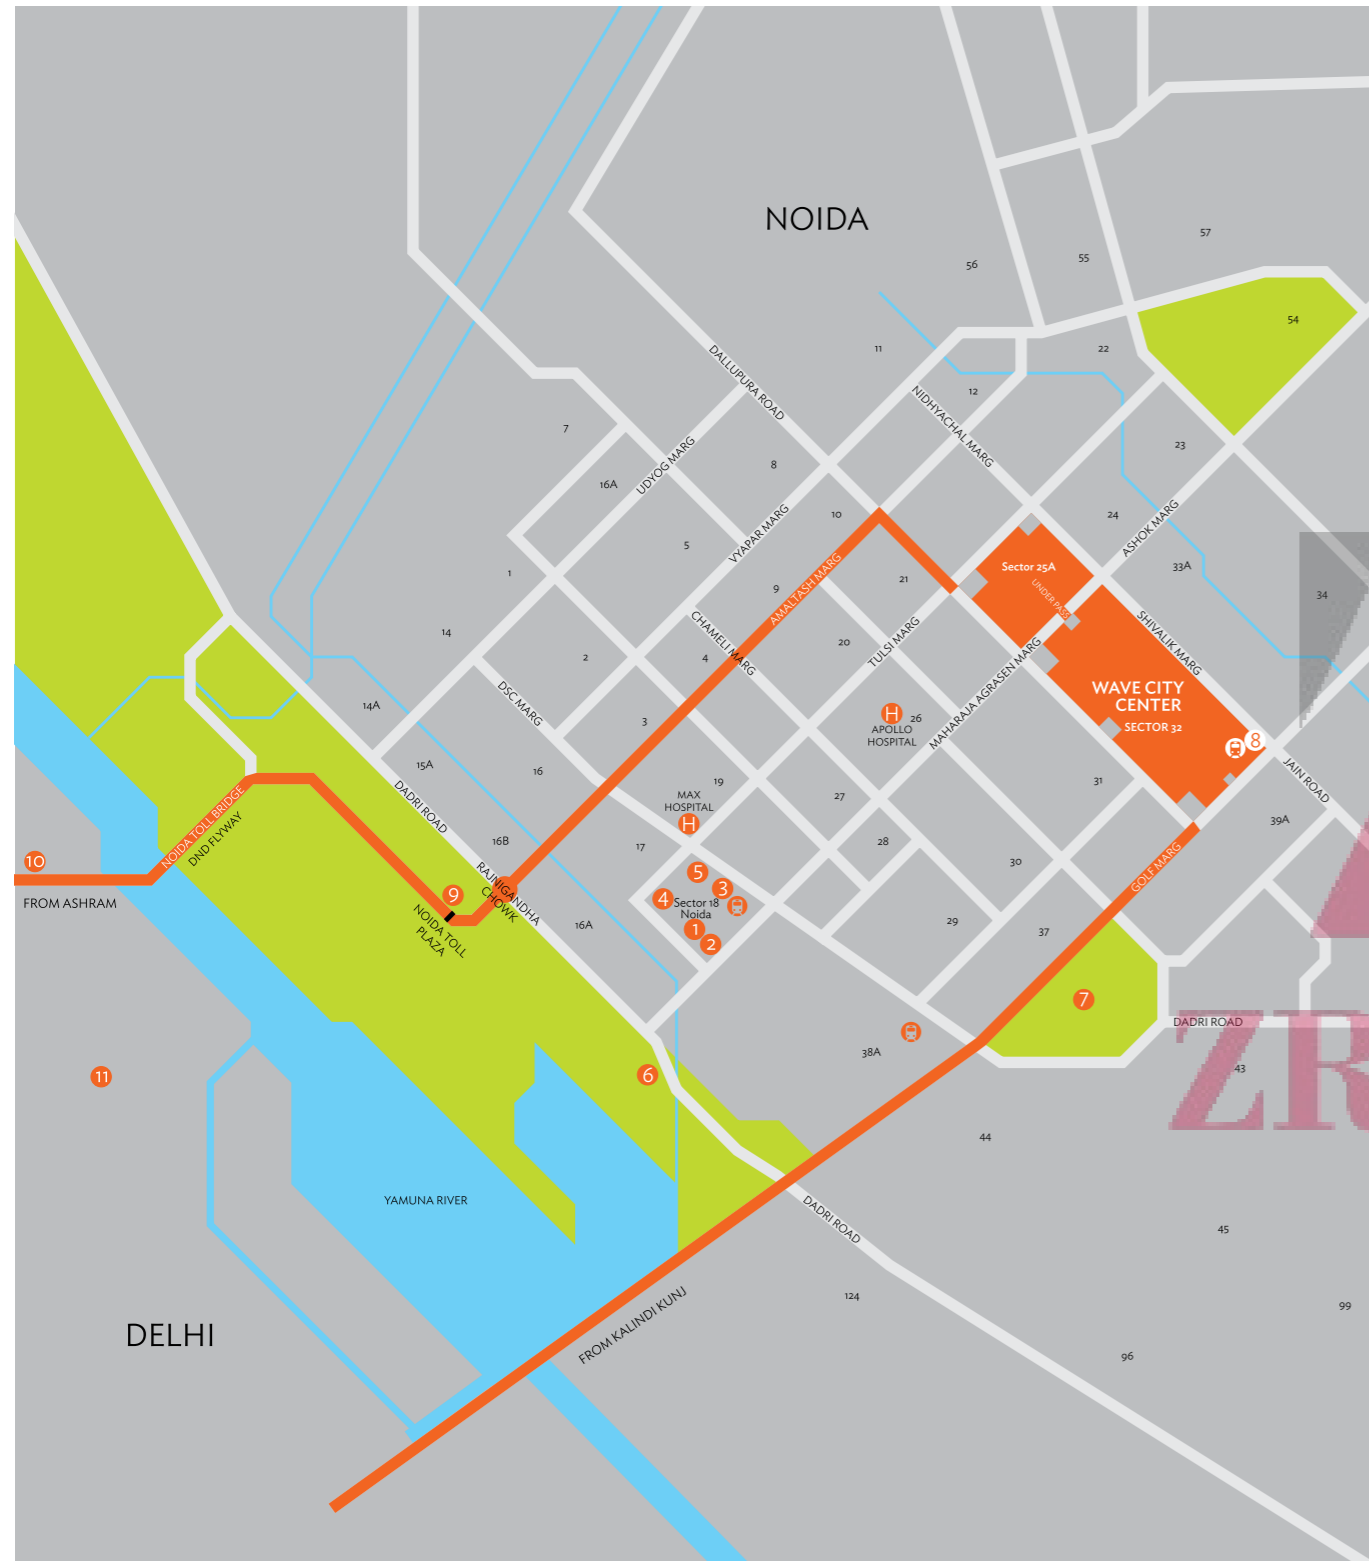 NOIDA
57
55
56
54
11
22
12
DALLUPURA ROAD
NIDHYACHAL MARG
7
23
UDYOG MARG
8
16A
10
24
ASHOK MARG
VYAPAR MARG
5
Sector 25A
33A
1
21
UNDER PASS
9
AMALTASH MARG
34
SHIVALIK MARG
14
CHAMELI MARG
20
TULSI MARG
2
4
MAHARAJA AGRASEN MARG
WAVE CITY
CENTER
SECTOR 32
DSC MARG
14A
3
H
26
APOLLO
HOSPITAL
8
15A
16
19
31
JAIN ROAD
MAX
HOSPITAL
H
27
DADRI ROAD
39A
NOIDA TOLL BRIDGE
DND FLYWAY
16B
17
28
30
GOLF MARG
10
FROM ASHRAM
RAJNIGANDHA
CHOWK
9
NOIDA TOLL
PLAZA
5
3
4
Sector 18
Noida
1
2
16A
29
37
7
DADRI ROAD
ZR
38A
43
11
6
44
YAMUNA RIVER
DADRI ROAD
45
124
99
FROM KALINDI KUNJ
DELHI
96